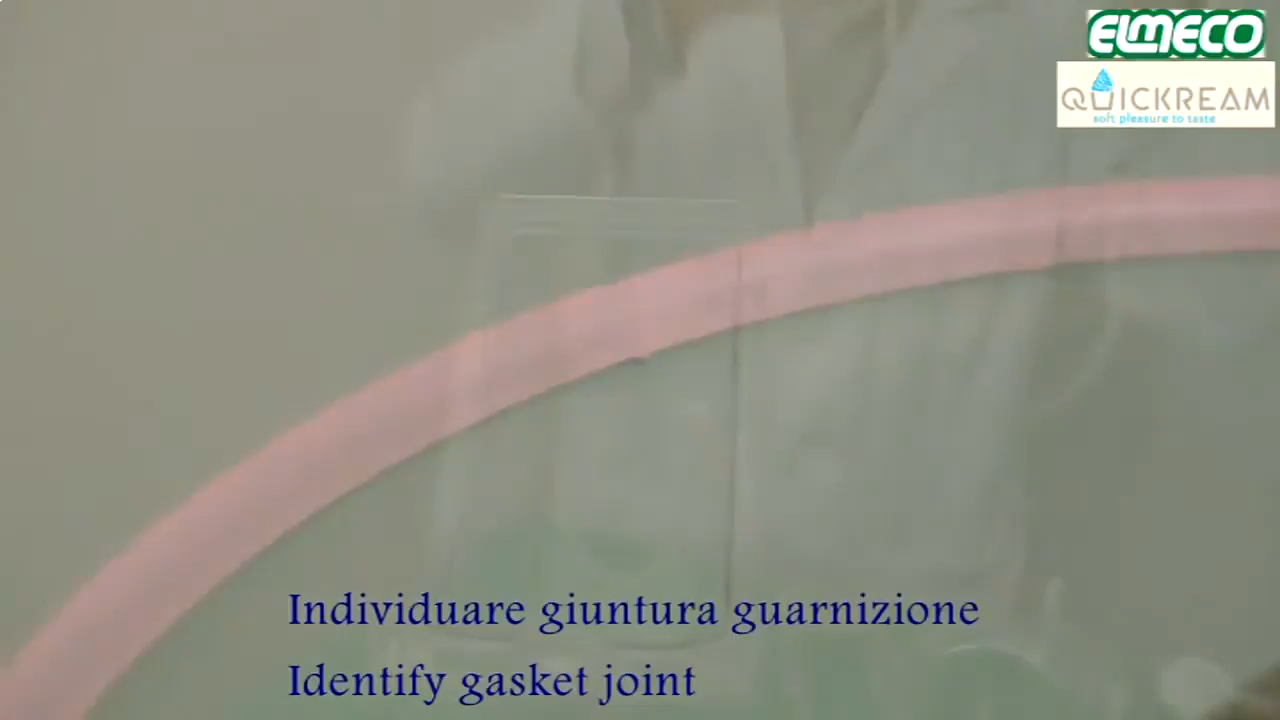 ELMECO
QUICKREAM
soft pleasure to taste
Individuare giuntura guarnizione
Identify gasket joint